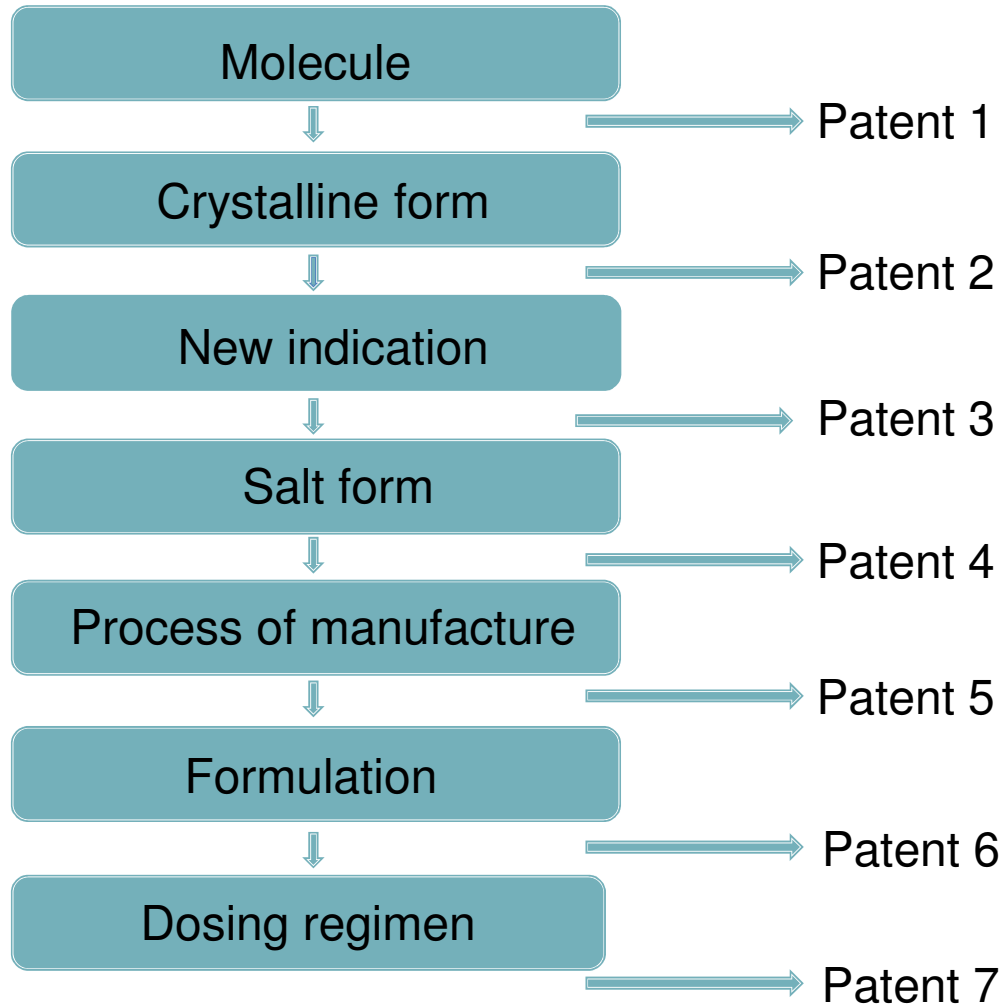 Molecule
Patent 1
Crystalline form
Patent 2
New indication
Patent 3
Salt form
Patent 4
Process of manufacture
Patent 5
Formulation
Patent 6
Dosing regimen
Patent 7